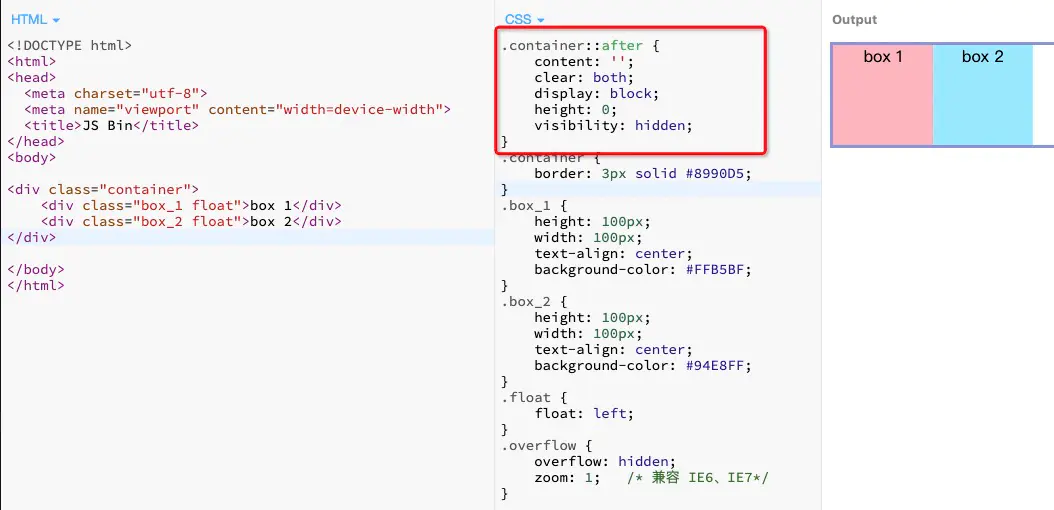 HTML
<!DOCTYPE html>
<html>
<head>
  <meta charset="utf-8">
  <meta name="viewport" content="width=device-width">
  <title>JS Bin</title>
</head>
<body>

<div class="container">
    <div class="box_1 float">box 1</div>
    <div class="box_2 float">box 2</div>
</div>

</body>
</html>
CSS
.container::after {
    content: '';
    clear: both;
    display: block;
    height: 0;
    visibility: hidden;
}
.container {
    border: 3px solid #8990D5;
}
.box_1 {
    height: 100px;
    width: 100px;
    text-align: center;
    background-color: #FFB5BF;
}
.box_2 {
    height: 100px;
    width: 100px;
    text-align: center;
    background-color: #94E8FF;
}
.float {
    float: left;
}
.overflow {
    overflow: hidden;
    zoom: 1;   /* 兼容 IE6、IE7*/
}
Output
box 1
box 2